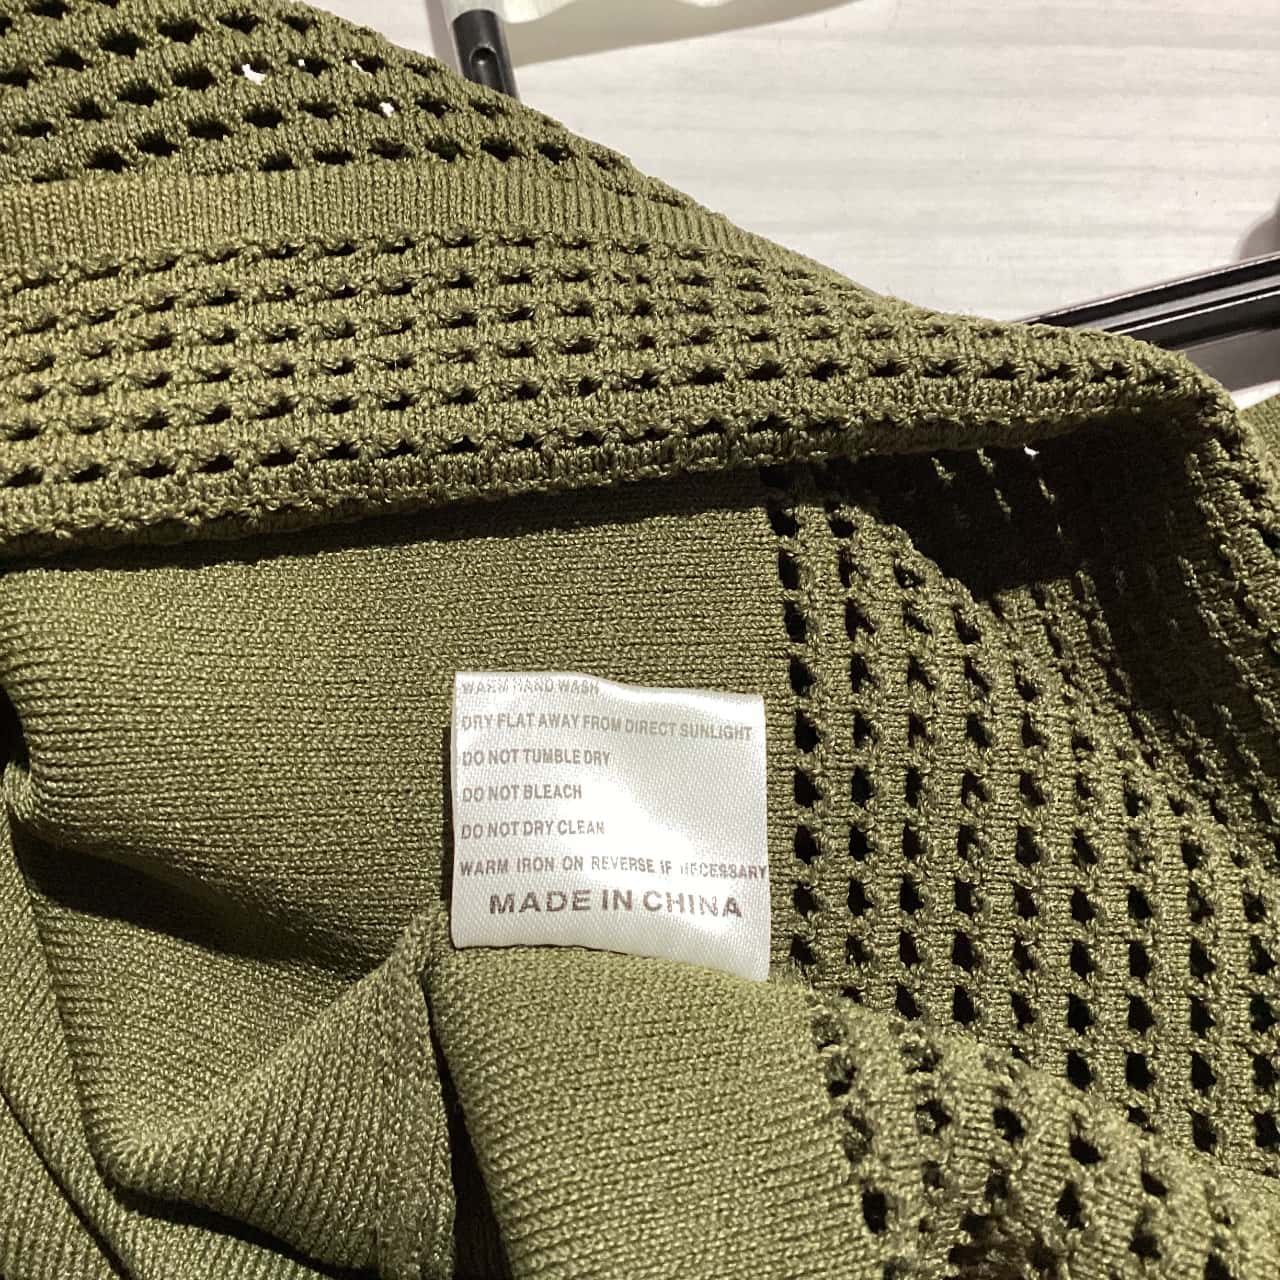 WARM HAND WASH
DRY FLAT AWAY FROM DIRECT SUNLIGHT
DO NOT TUMBLE DRY
DO NOT BLEACH
DO NOT DRY CLEAN
WARM IRON ON REVERSE IF NECESSARY
MADE IN CHINA